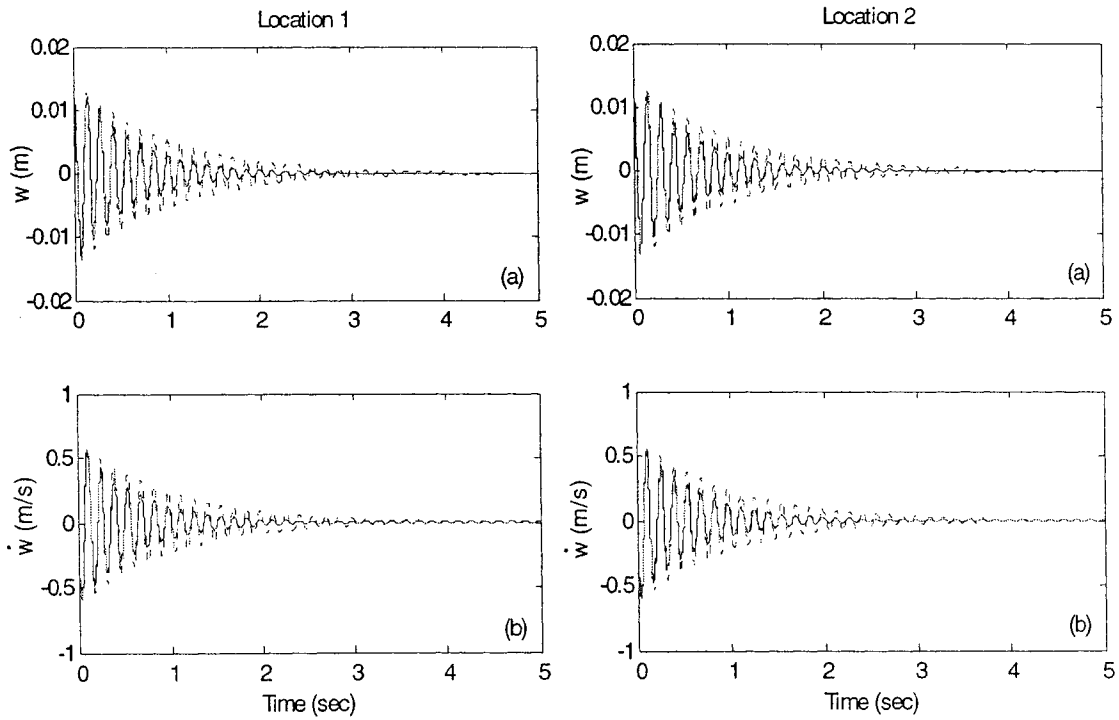 Location 1
0.02
0.01
0
-0.01
-0.02
w (m)
(a)
0 1 2 3 4 5
1
0.5
0
-0.5
-1
ẇ (m/s)
(b)
0 1 2 3 4 5
Time (sec)
Location 2
0.02
0.01
0
-0.01
-0.02
w (m)
(a)
0 1 2 3 4 5
1
0.5
0
-0.5
-1
ẇ (m/s)
(b)
0 1 2 3 4 5
Time (sec)